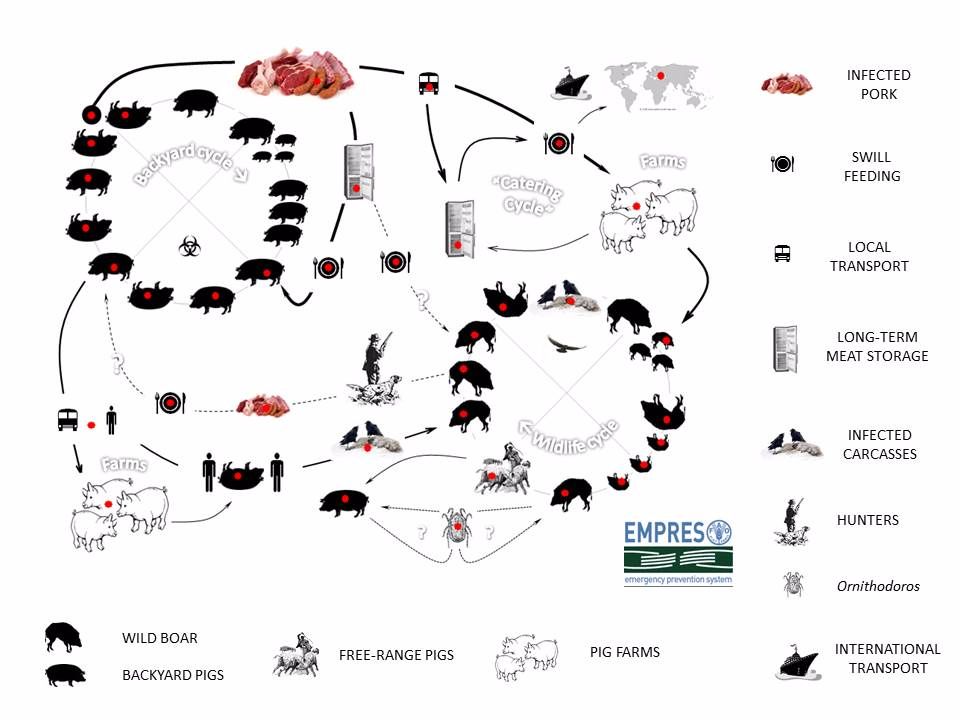 Backyard cycle
"Catering
Cycle"
Farms
?
?
Wildlife cycle
Farms
?
?
EMPRES
FAO
emergency prevention system
INFECTED
PORK
SWILL
FEEDING
LOCAL
TRANSPORT
LONG-TERM
MEAT STORAGE
INFECTED
CARCASSES
HUNTERS
Ornithodoros
INTERNATIONAL
TRANSPORT
WILD BOAR
BACKYARD PIGS
FREE-RANGE PIGS
PIG FARMS